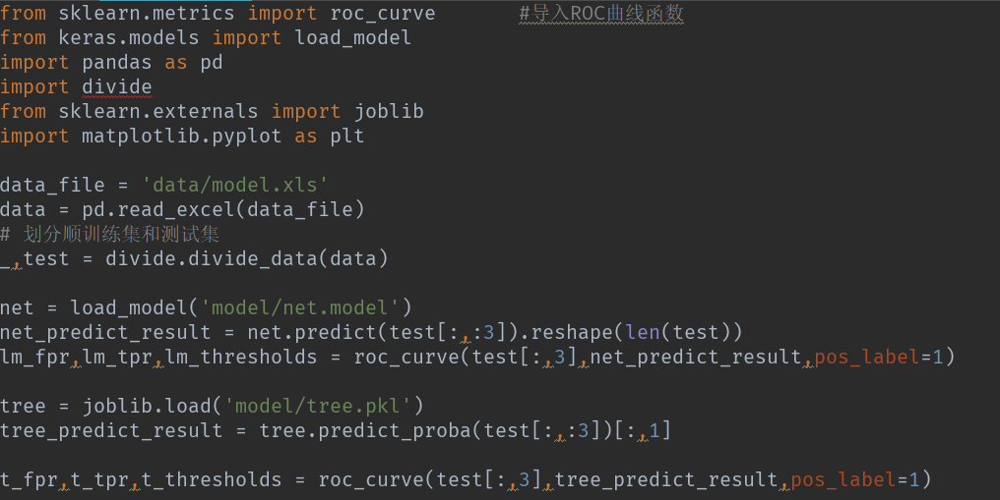 from sklearn.metrics import roc_curve       #导入ROC曲线函数
from keras.models import load_model
import pandas as pd
import divide
from sklearn.externals import joblib
import matplotlib.pyplot as plt
data_file = 'data/model.xls'
data = pd.read_excel(data_file)
# 划分顺训练集和测试集
_,test = divide.divide_data(data)
net = load_model('model/net.model')
net_predict_result = net.predict(test[:,:3]).reshape(len(test))
lm_fpr,lm_tpr,lm_thresholds = roc_curve(test[:,3],net_predict_result,pos_label=1)
tree = joblib.load('model/tree.pkl')
tree_predict_result = tree.predict_proba(test[:,:3])[:,1]
t_fpr,t_tpr,t_thresholds = roc_curve(test[:,3],tree_predict_result,pos_label=1)